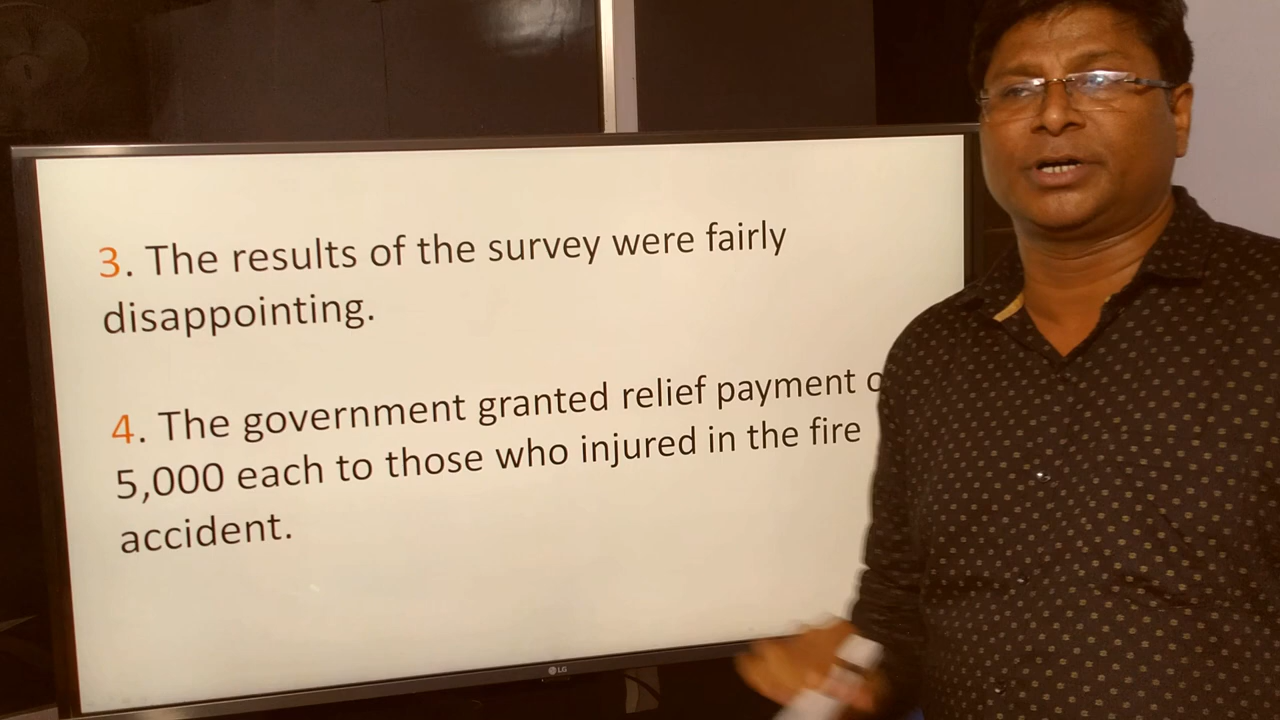 3. The results of the survey were fairly
disappointing.
4. The government granted relief payment
5,000 each to those who injured in the fire
accident.
LG